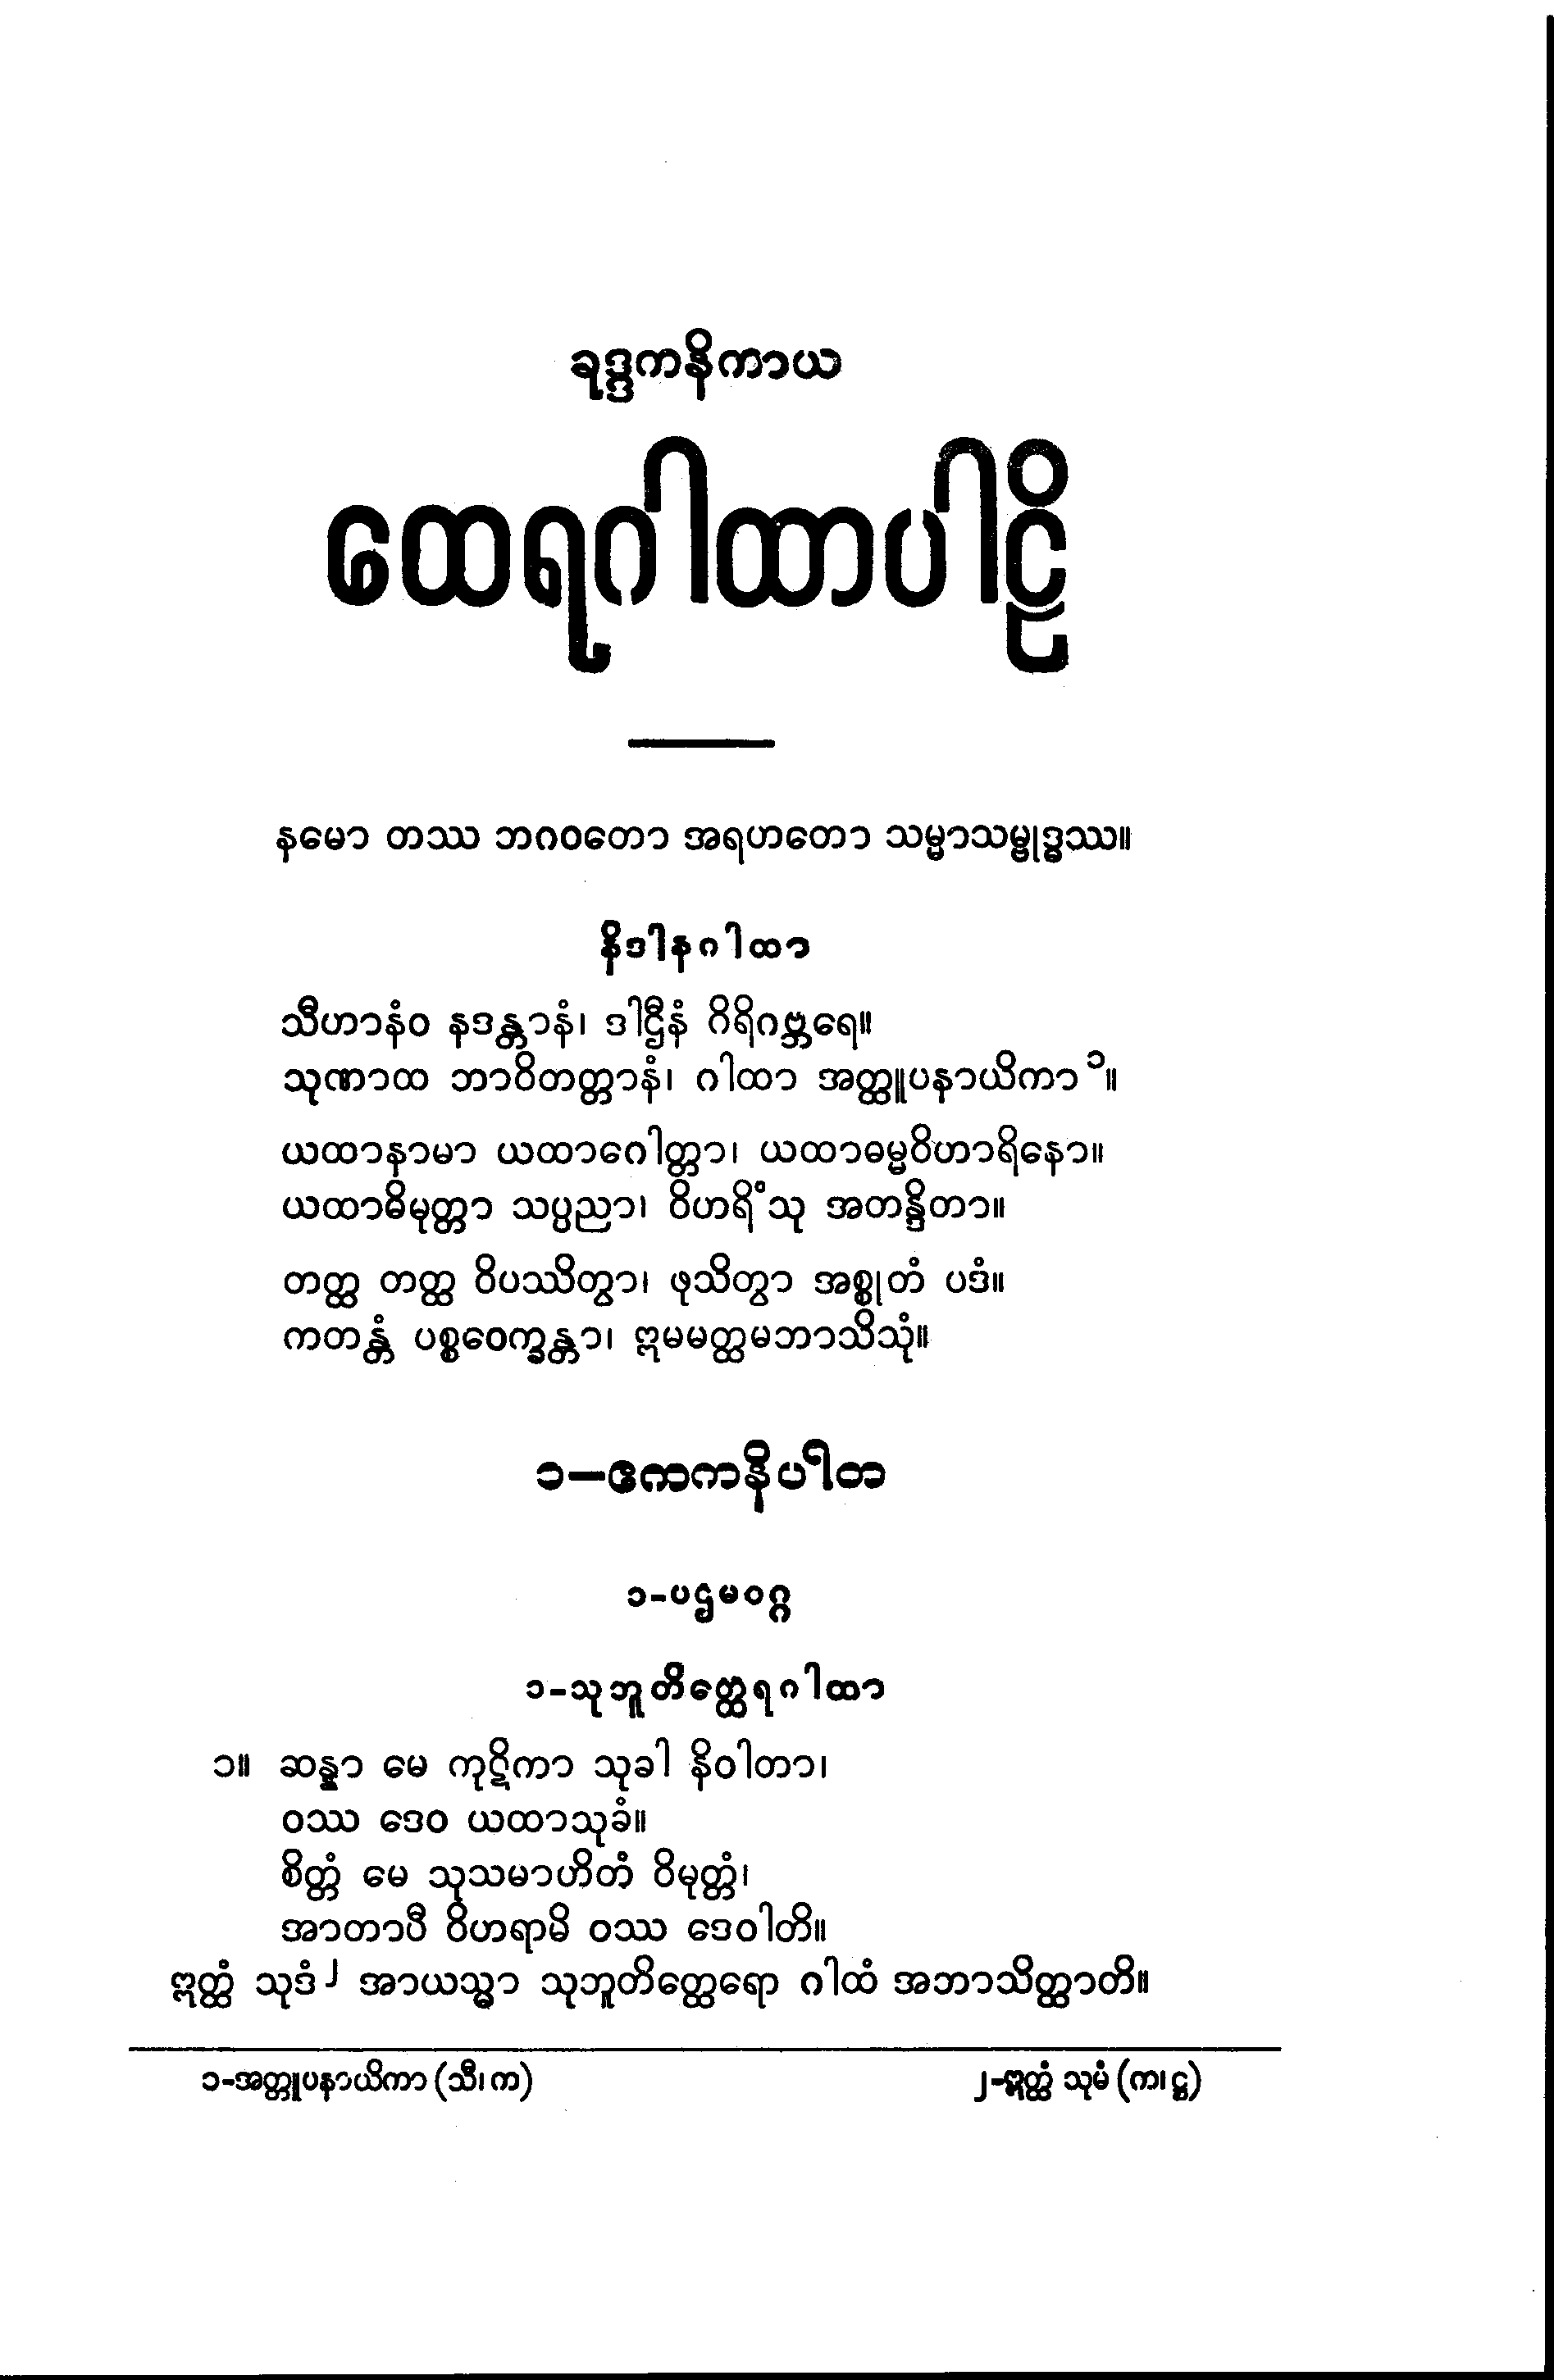 ခုဒ္ဒကနိကာယ
ထေရဂါထာပါဠိ
နမော တဿ ဘဂဝတော အရဟတော သမ္မာသမ္ဗုဒ္ဓဿ။
နိဒါနဂါထာ
သီဟာနံဝ နဒန္တာနံ၊ ဒါဌီနံ ဂိရိဂဗ္ဘရေ။
သုဏာထ ဘာဝိတတ္တာနံ၊ ဂါထာ အတ္ထူပနာယိကာ ၁။
ယထာနာမာ ယထာဂေါတ္တာ၊ ယထာဓမ္မဝိဟာရိနော။
ယထာဓိမုတ္တာ သပ္ပညာ၊ ဝိဟရိံသု အတန္ဒိတာ။
တတ္ထ တတ္ထ ဝိပဿိတွာ၊ ဖုသိတွာ အစ္စုတံ ပဒံ။
ကတန္တံ ပစ္စဝေက္ခန္တာ၊ ဣမမတ္ထမဘာသိသုံ။
၁–ဧကကနိပါတ
၁-ပဌမဝဂ္ဂ
၁-သုဘူတိတ္ထေရဂါထာ
၁။ ဆန္နာ မေ ကုဋိကာ သုခါ နိဝါတာ၊
ဝဿ ဒေဝ ယထာသုခံ။
စိတ္တံ မေ သုသမာဟိတံ ဝိမုတ္တံ၊
အာတာပီ ဝိဟရာမိ ဝဿ ဒေဝါတိ။
ဣတ္ထံ သုဒံ ၂ အာယသ္မာ သုဘူတိတ္ထေရော ဂါထံ အဘာသိတ္ထာတိ။
၁-အတ္တူပနာယိကာ (သီ၊ က) ၂-ဣတ္ထံ သုမံ (က၊ ဋ္ဌ)